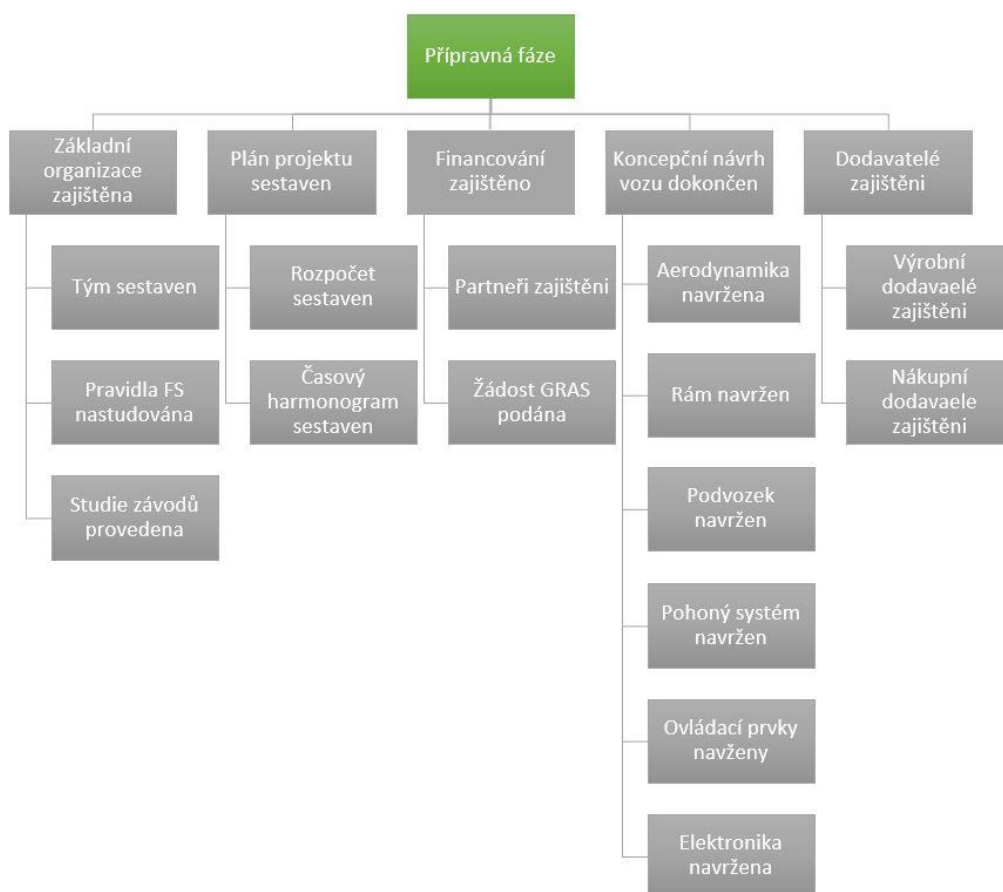 Přípravná fáze
Základní
organizace
zajištěna
Tým sestaven
Pravidla FS
nastudována
Studie závodů
provedena
Plán projektu
sestaven
Rozpočet
sestaven
Časový
harmonogram
sestaven
Financování
zajištěno
Partneři zajištěni
Žádost GRAS
podána
Koncepční návrh
vozu dokončen
Aerodynamika
navržena
Rám navržen
Podvozek
navržen
Pohoný systém
navržen
Ovládací prvky
navženy
Elektronika
navržena
Dodavatelé
zajištěni
Výrobní
dodavaelé
zajištěni
Nákupní
dodavaele
zajištěni